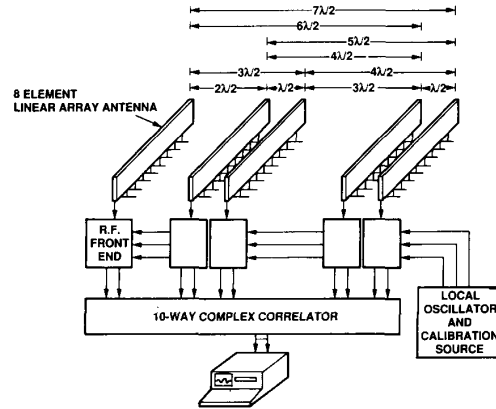 7λ/2
6λ/2
5λ/2
4λ/2
3λ/2 4λ/2
2λ/2 λ/2 3λ/2 λ/2
8 ELEMENT
LINEAR ARRAY ANTENNA
R.F.
FRONT
END
10-WAY COMPLEX CORRELATOR
LOCAL
OSCILLATOR
AND
CALIBRATION
SOURCE